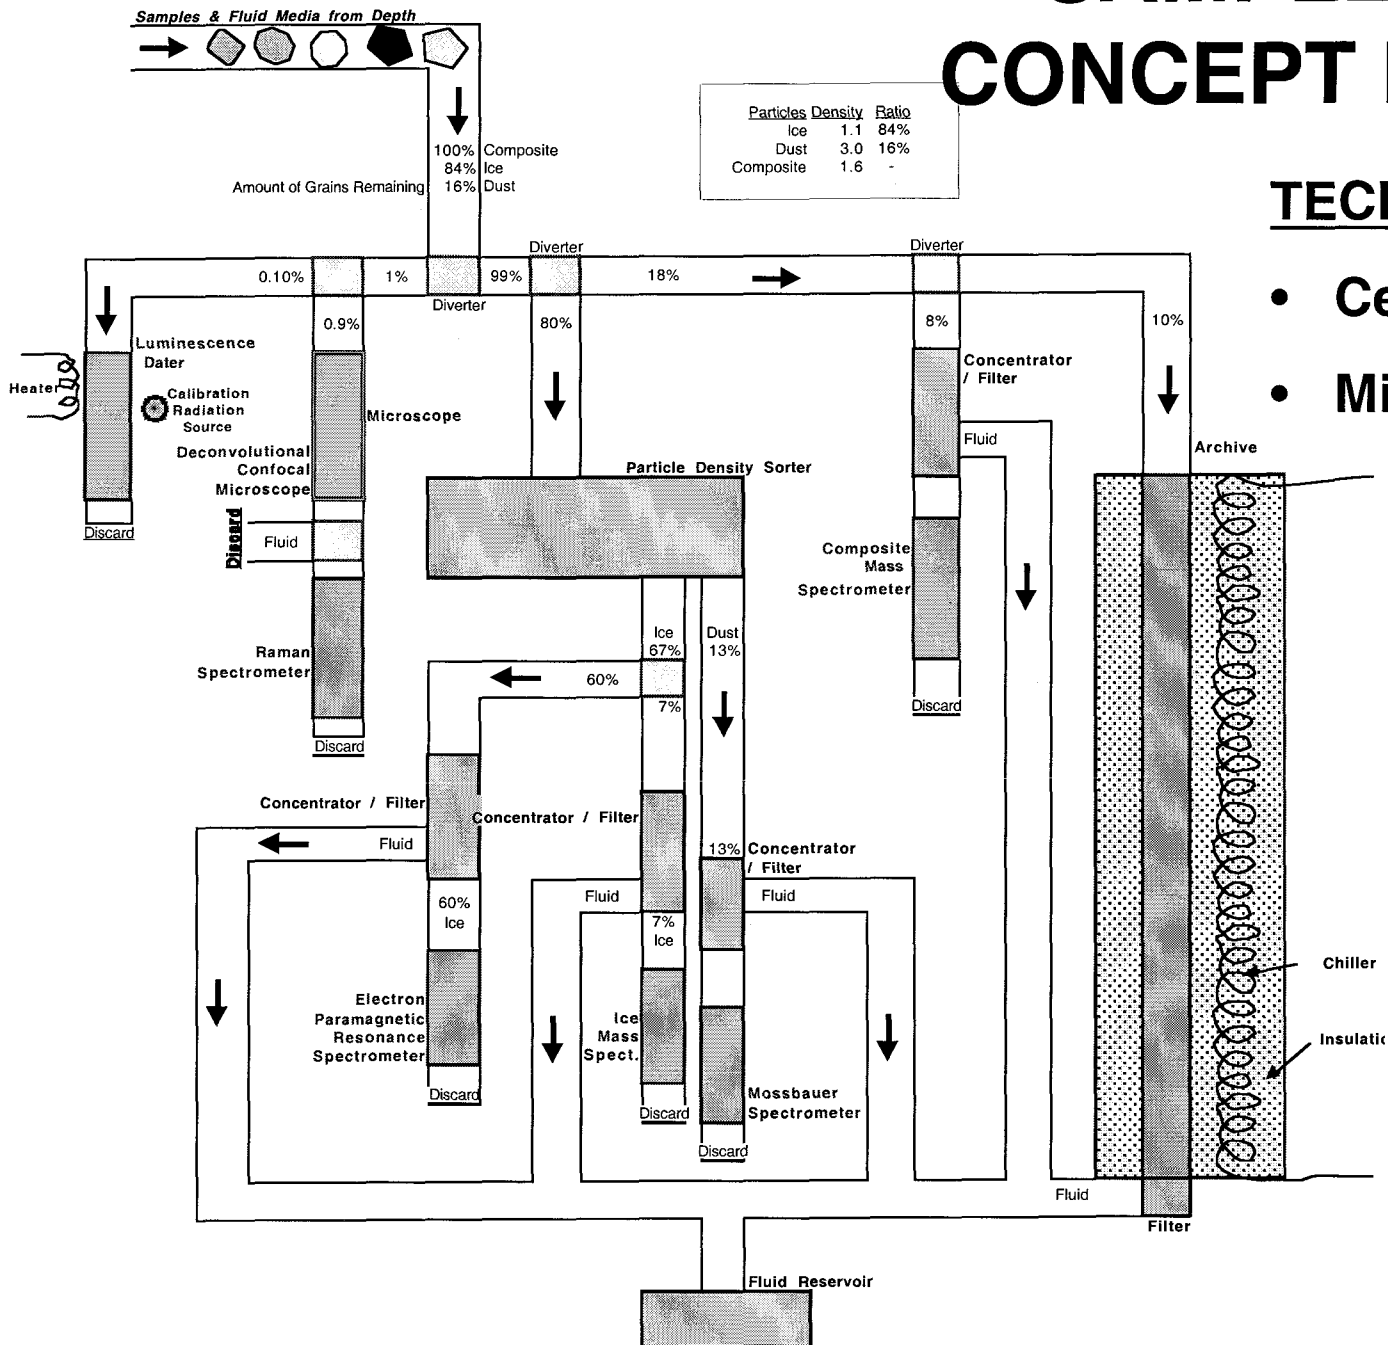 Samples & Fluid Media from Depth
CONCEPT
Particles Density Ratio
Ice 1.1 84%
Dust 3.0 16%
Composite 1.6 -
100% Composite
84% Ice
Amount of Grains Remaining 16% Dust
TECH
Diverter
Diverter
0.10%
1%
99%
18%
Diverter
• Ce
0.9%
80%
8%
10%
Luminescence
Dater
Heater
Calibration
Radiation
Source
Microscope
Concentrator
/ Filter
• Mi
Fluid
Deconvolutional
Confocal
Microscope
Archive
Particle Density Sorter
Discard
Discard
Fluid
Composite
Mass
Spectrometer
Raman
Spectrometer
Ice
67%
Dust
13%
60%
7%
Discard
Discard
Concentrator / Filter
Concentrator / Filter
Fluid
13%
Concentrator
/ Filter
Fluid
Fluid
60%
Ice
7%
Ice
Chiller
Electron
Paramagnetic
Resonance
Spectrometer
Ice
Mass
Spect.
Insulatio
Discard
Discard
Mossbauer
Spectrometer
Discard
Fluid
Filter
Fluid Reservoir